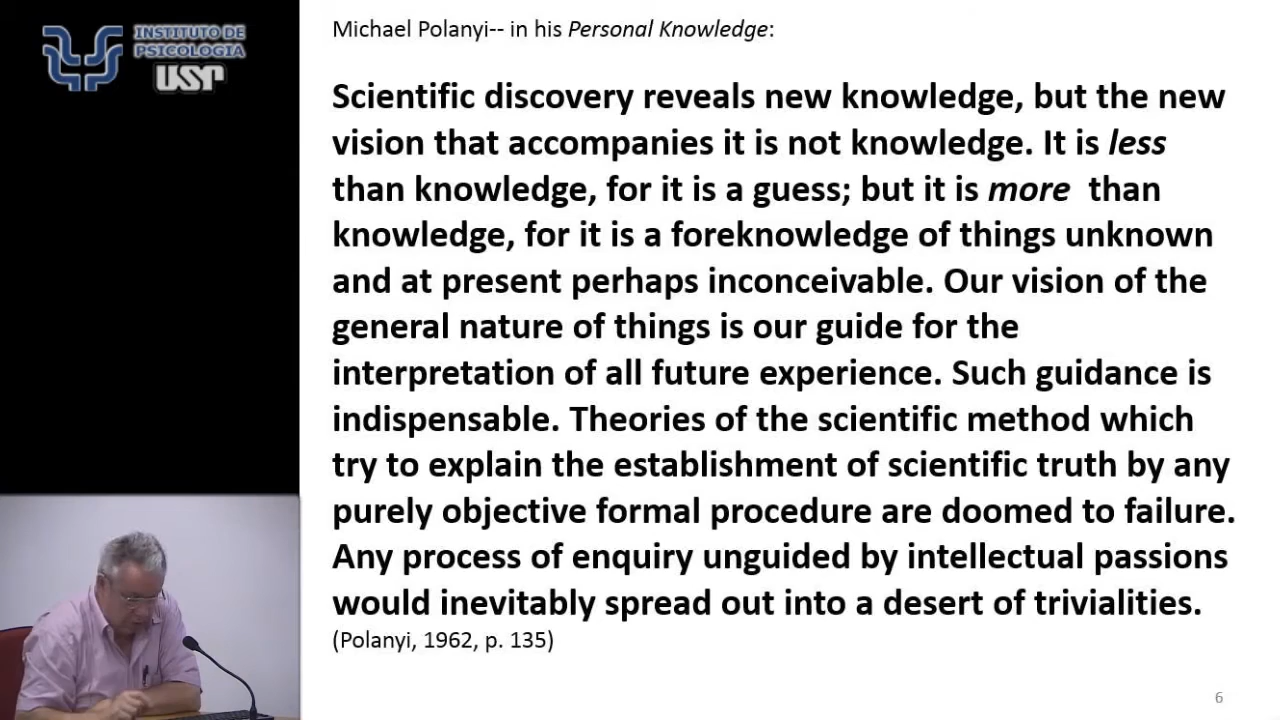 INSTITUTO DE
PSICOLOGIA
USP
Michael Polanyi-- in his Personal Knowledge:
Scientific discovery reveals new knowledge, but the new
vision that accompanies it is not knowledge. It is less
than knowledge, for it is a guess; but it is more than
knowledge, for it is a foreknowledge of things unknown
and at present perhaps inconceivable. Our vision of the
general nature of things is our guide for the
interpretation of all future experience. Such guidance is
indispensable. Theories of the scientific method which
try to explain the establishment of scientific truth by any
purely objective formal procedure are doomed to failure.
Any process of enquiry unguided by intellectual passions
would inevitably spread out into a desert of trivialities.
(Polanyi, 1962, p. 135)
6